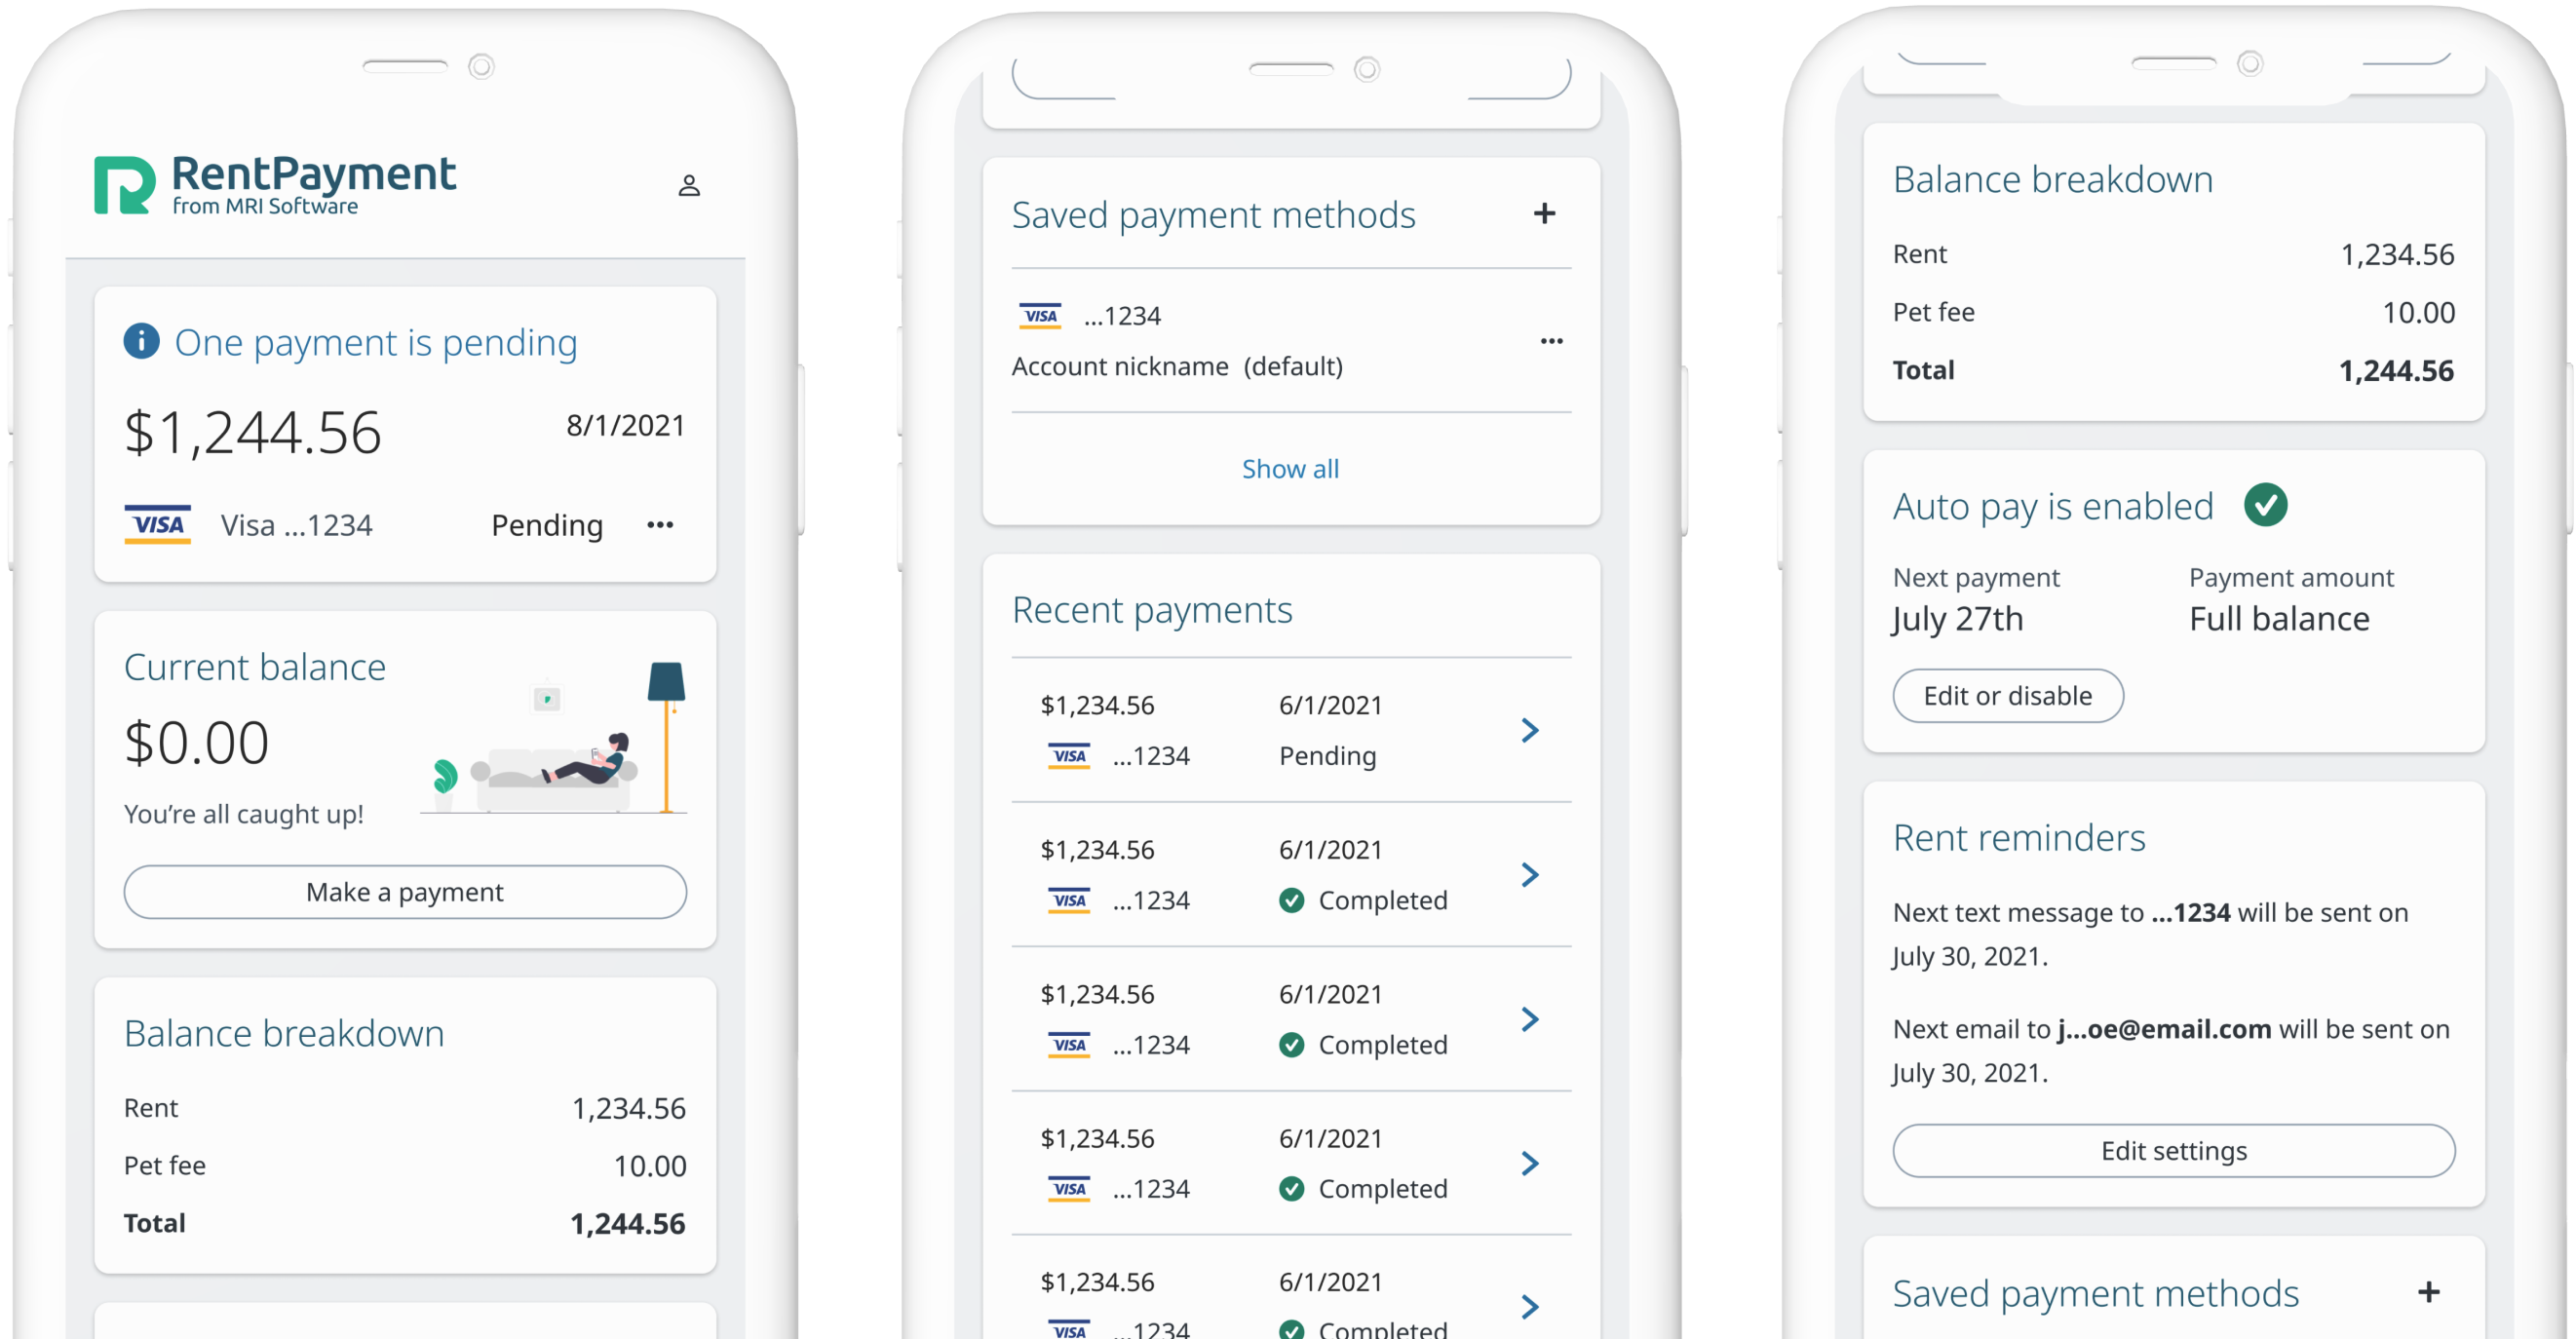 RentPayment
from MRI Software
One payment is pending
$1,244.56
8/1/2021
VISA Visa ...1234 Pending
Current balance
$0.00
You're all caught up!
Make a payment
Balance breakdown
Rent 1,234.56
Pet fee 10.00
Total 1,244.56
Saved payment methods
VISA ...1234
Account nickname (default)
Show all
Recent payments
$1,234.56 6/1/2021
VISA ...1234 Pending
$1,234.56 6/1/2021
VISA ...1234 Completed
$1,234.56 6/1/2021
VISA ...1234 Completed
$1,234.56 6/1/2021
VISA ...1234 Completed
$1,234.56 6/1/2021
VISA ...1234 Completed
Balance breakdown
Rent 1,234.56
Pet fee 10.00
Total 1,244.56
Auto pay is enabled
Next payment Payment amount
July 27th Full balance
Edit or disable
Rent reminders
Next text message to ...1234 will be sent on
July 30, 2021.
Next email to j...oe@email.com will be sent on
July 30, 2021.
Edit settings
Saved payment methods